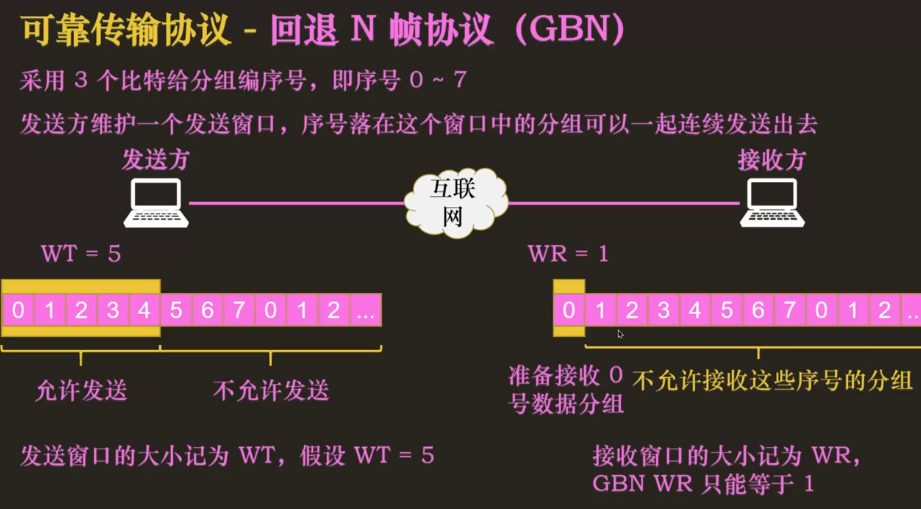 可靠传输协议 - 回退 N 帧协议（GBN）
采用 3 个比特给分组编序号，即序号 0 ~ 7
发送方维护一个发送窗口，序号落在这个窗口中的分组可以一起连续发送出去
发送方
接收方
互联
网
WT = 5
WR = 1
0 1 2 3 4 5 6 7 0 1 2 ...
0 1 2 3 4 5 6 7 0 1 2 ...
允许发送
不允许发送
准备接收 0
号数据分组
不允许接收这些序号的分组
发送窗口的大小记为 WT，假设 WT = 5
接收窗口的大小记为 WR，
GBN WR 只能等于 1